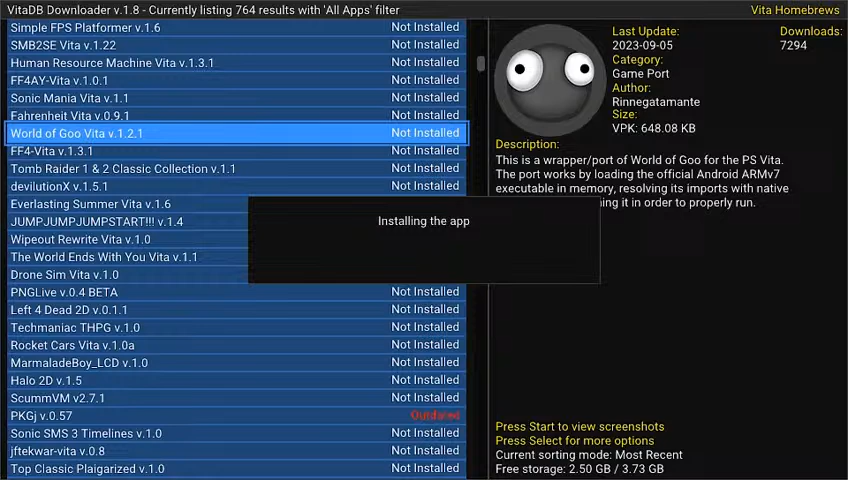 VitaDB Downloader v.1.8 - Currently listing 764 results with 'All Apps' filter
Vita Homebrews
Simple FPS Platformer v.1.6 Not Installed
SMB2SE Vita v.1.22 Not Installed
Human Resource Machine Vita v.1.3.1 Not Installed
FF4AY-Vita v.1.0.1 Not Installed
Sonic Mania Vita v.1.1 Not Installed
Fahrenheit Vita v.0.9.1 Not Installed
World of Goo Vita v.1.2.1 Not Installed
FF4-Vita v.1.3.1 Not Installed
Tomb Raider 1 & 2 Classic Collection v.1.1 Not Installed
devilutionX v.1.5.1 Not Installed
Everlasting Summer Vita v.1.6
JUMPJUMPJUMPSTART!!! v.1.4
Wipeout Rewrite Vita v.1.0
The World Ends With You Vita v.1.1
Drone Sim Vita v.1.0
PNGLive v.0.4 BETA Not Installed
Left 4 Dead 2D v.0.1.1 Not Installed
Techmaniac THPG v.1.0 Not Installed
Rocket Cars Vita v.1.0a Not Installed
MarmaladeBoy_LCD v.1.0 Not Installed
Halo 2D v.1.5 Not Installed
ScummVM v.2.7.1 Not Installed
PKGj v.0.57 Outdated
Sonic SMS 3 Timelines v.1.0 Not Installed
jftekwar-vita v.0.8 Not Installed
Top Classic Plaigarized v.1.0 Not Installed
Installing the app
Last Update:
2023-09-05
Category:
Game Port
Author:
Rinnegatamante
Size:
VPK: 648.08 KB
Downloads:
7294
Description:
This is a wrapper/port of World of Goo for the PS Vita.
The port works by loading the official Android ARMv7
executable in memory, resolving its imports with native
it in order to properly run.
Press Start to view screenshots
Press Select for more options
Current sorting mode: Most Recent
Free storage: 2.50 GB / 3.73 GB